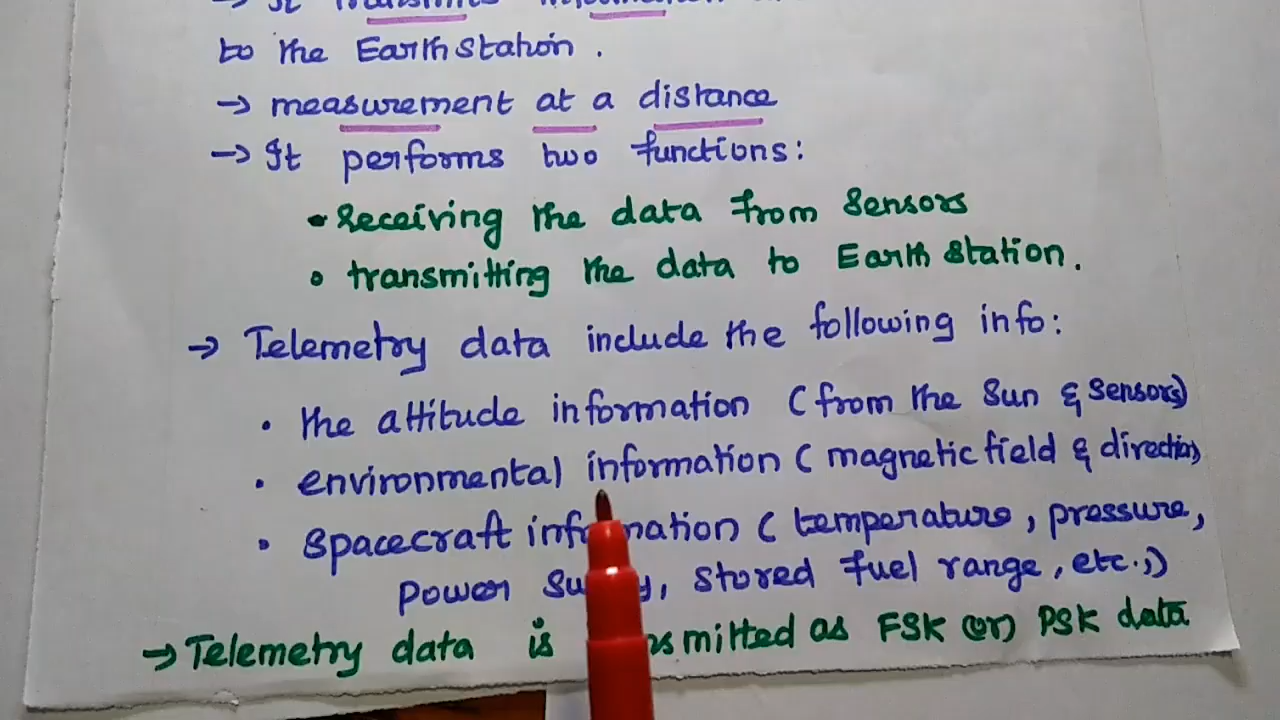 → It transmits information
to the Earth Station.
→ measurement at a distance
→ It performs two functions:
• Receiving the data from Sensors
• transmitting the data to Earth Station.
→ Telemetry data include the following info:
• the attitude information (from the Sun & Sensors)
• environmental information (magnetic field & direction)
• Spacecraft information (temperature, pressure,
power, stored fuel range, etc.,)
→ Telemetry data is as FSK (or) PSK data